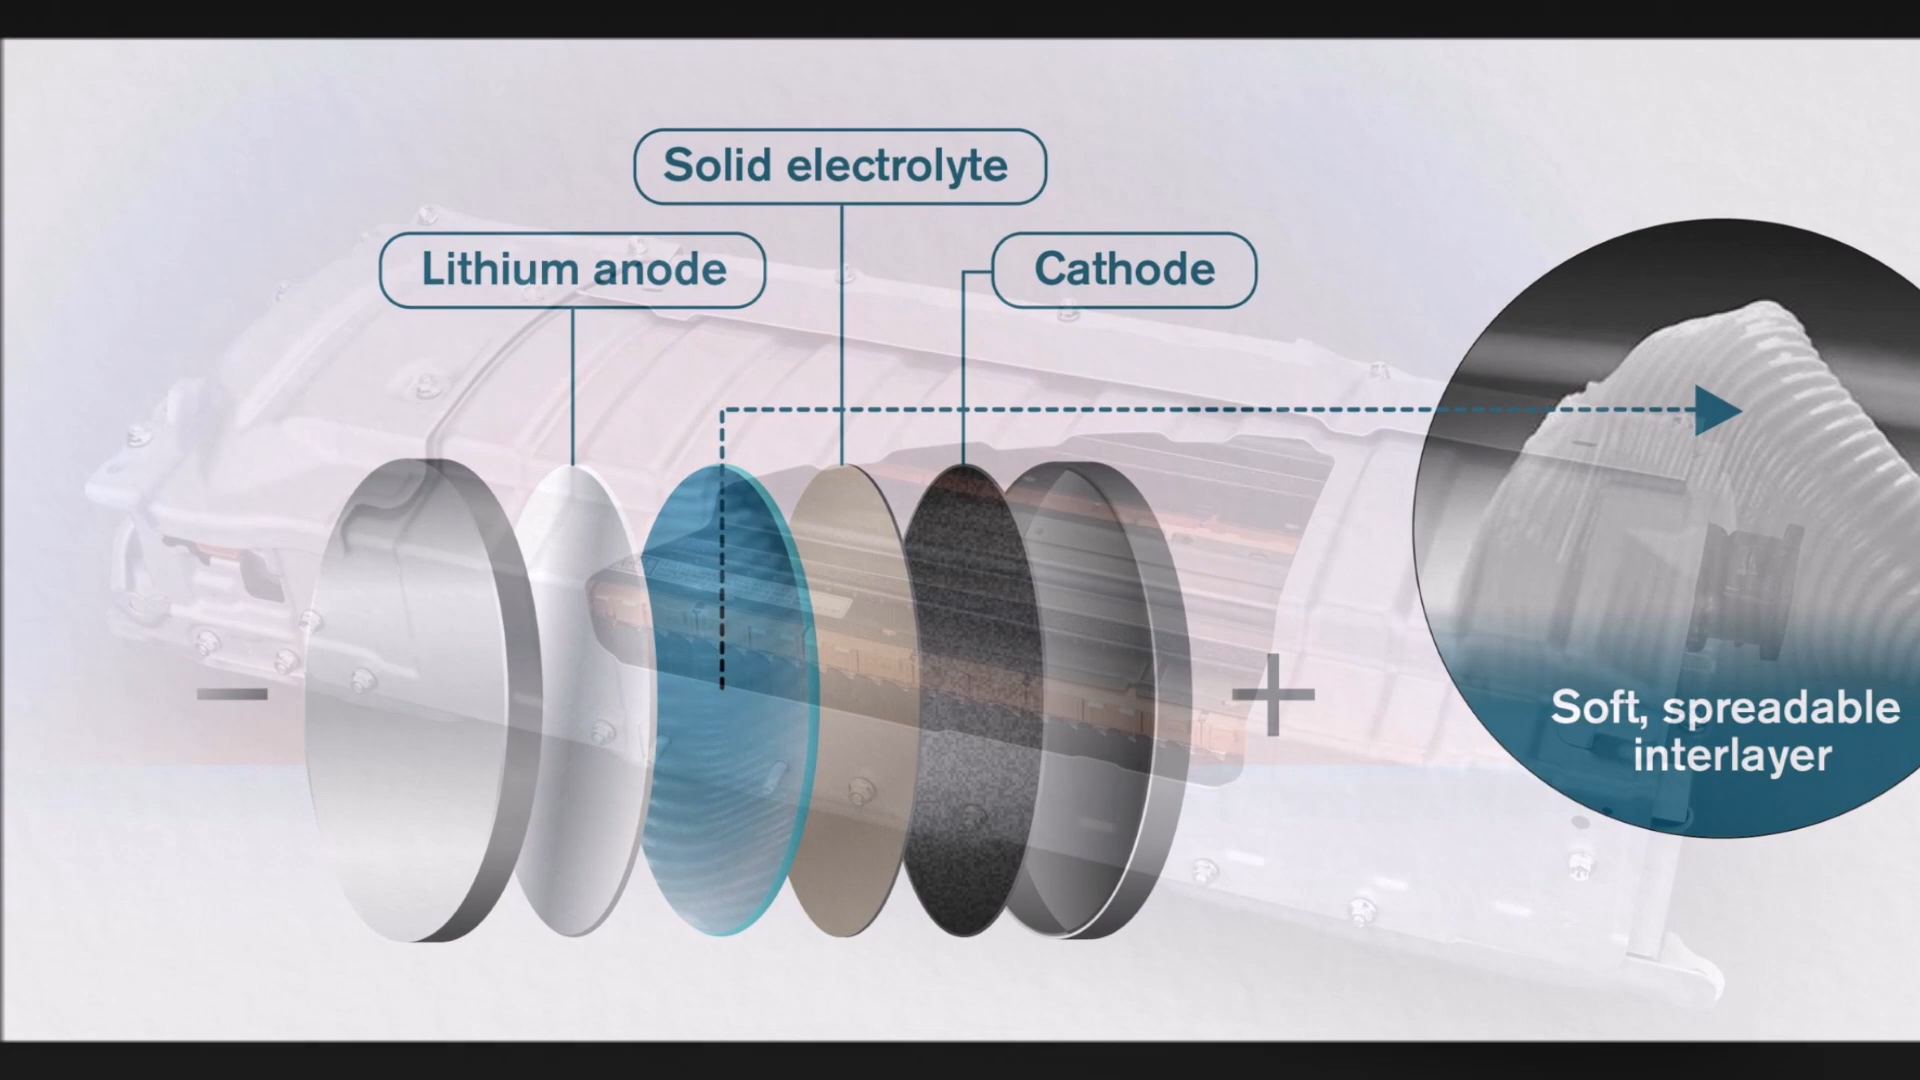 Solid electrolyte
Lithium anode
Cathode
Soft, spreadable
interlayer
−
+